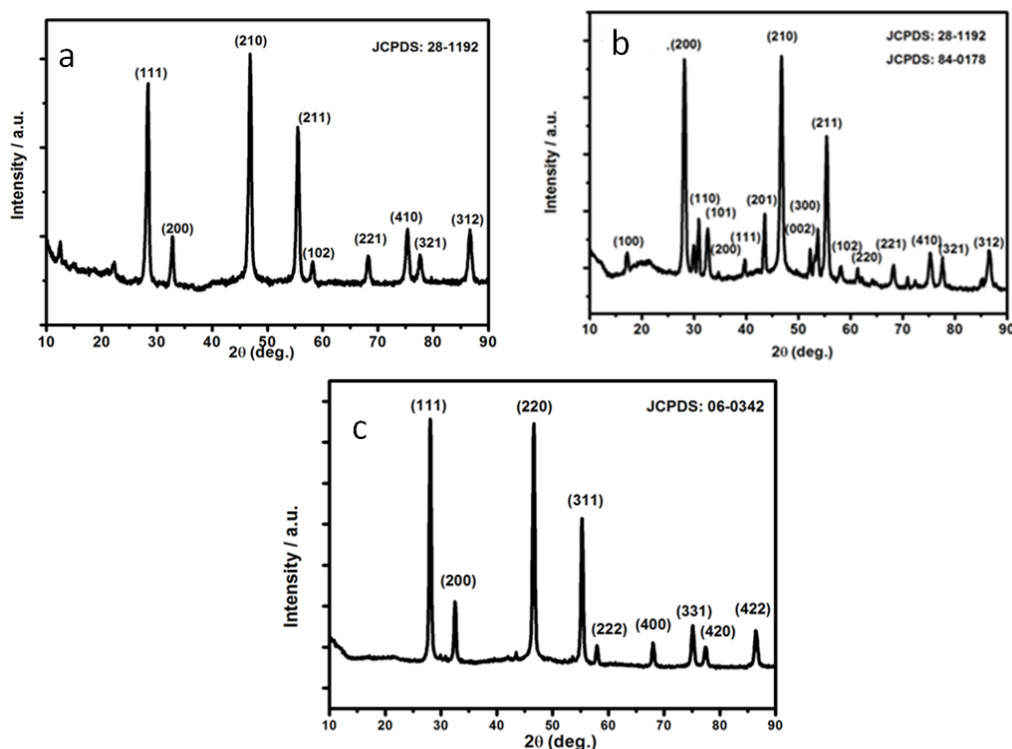 a
JCPDS: 28-1192
(111)
(200)
(210)
(211)
(102)
(221)
(410)
(321)
(312)
Intensity / a.u.
10 20 30 40 50 60 70 80 90
2θ (deg.)
b
JCPDS: 28-1192
JCPDS: 84-0178
(100)
.(200)
(110)
(101)
(200)
(111)
(201)
(210)
(300)
(002)
(211)
(102)
(220)
(221)
(410)
(321)
(312)
Intensity / a.u.
10 20 30 40 50 60 70 80 90
2θ (deg.)
c
JCPDS: 06-0342
(111)
(200)
(220)
(311)
(222)
(400)
(331)
(420)
(422)
Intensity / a.u.
10 20 30 40 50 60 70 80 90
2θ (deg.)